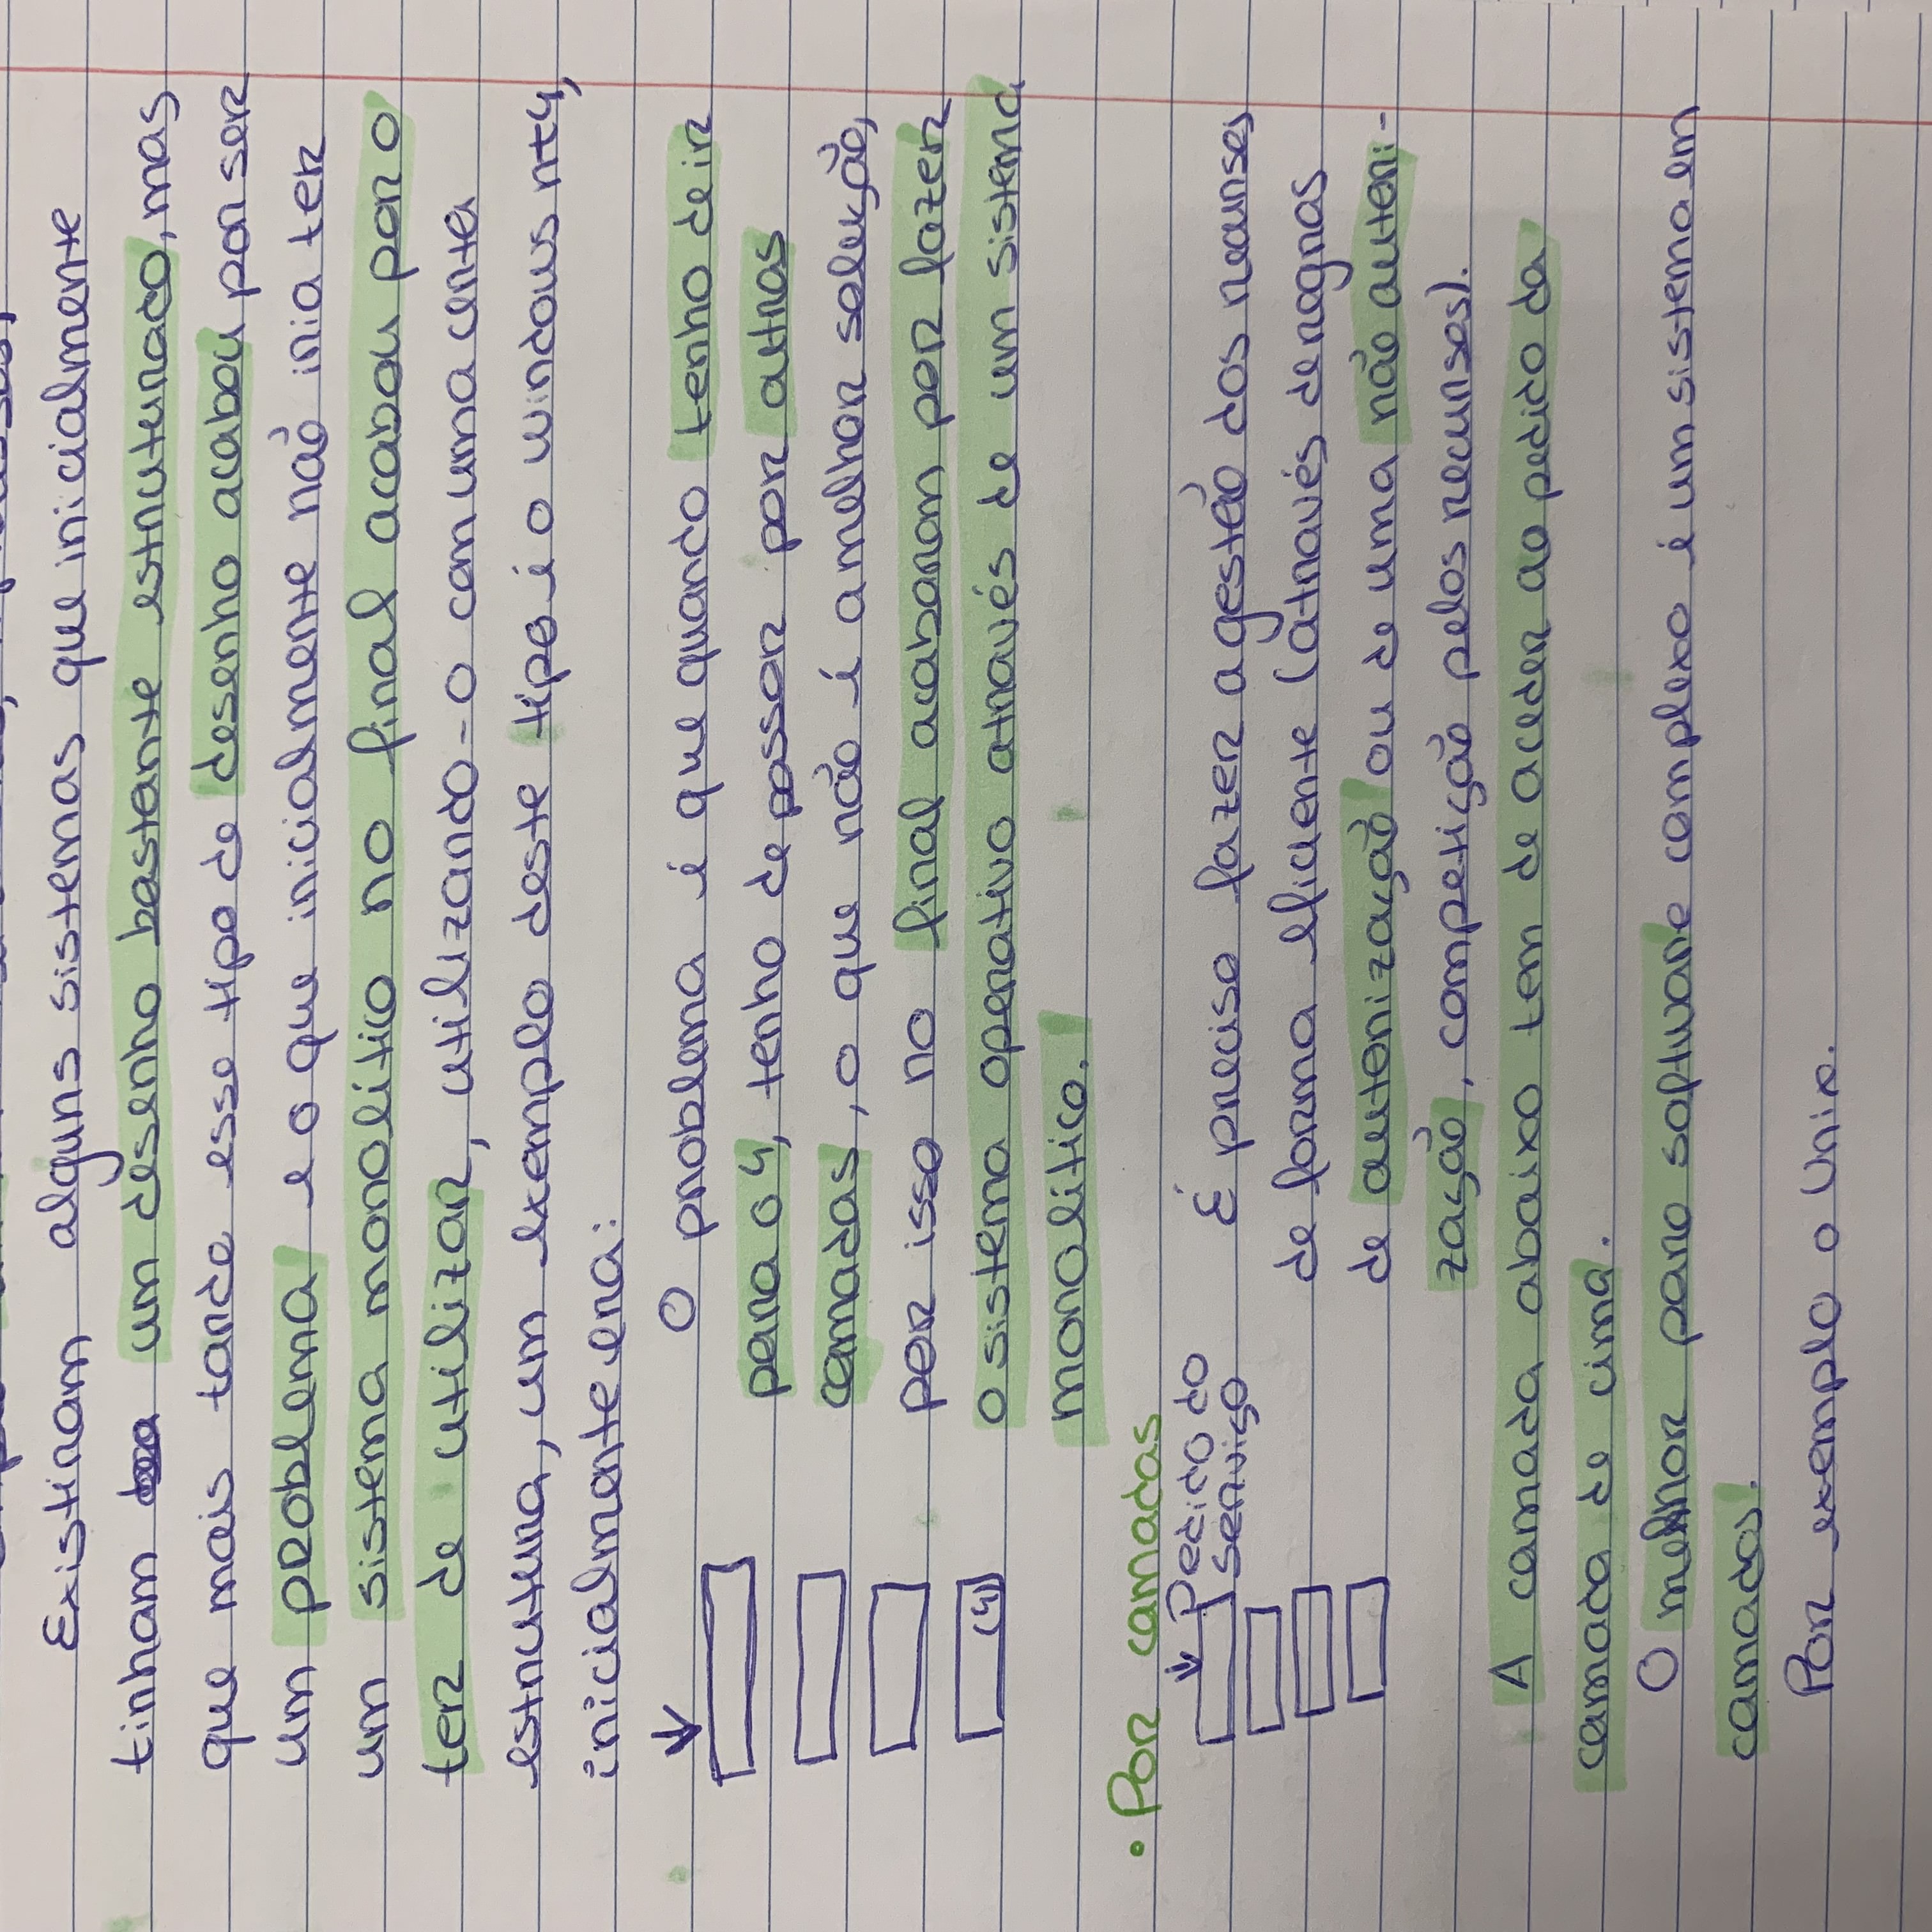 Existiram alguns sistemas que inicialmente
tinham um desenho bastante estruturado, mas
que mais tarde esse tipo de desenho acabou por ser
um problema e o que inicialmente não iria ter
um sistema monolítico no final acabou por o
ter de utilizar, utilizando-o com uma certa
estrutura, um exemplo deste tipo é o windows nt4,
inicialmente era:
O problema é que quando tenho de ir
para o 4, tenho de passar por outras
camadas, o que não é a melhor solução,
por isso no final acabaram por fazer
(4)
o sistema operativo através de um sistema
monolítico.
• Por camadas
Pedido do
serviço
É preciso fazer a gestão dos recursos
de forma eficiente (através de regras
de autorização ou de uma não autori-
zação, competição pelos recursos).
A camada abaixo tem de aceder ao pedido da
camada de cima.
O melhor para software complexo é um sistema em
camadas.
Por exemplo o Unix.